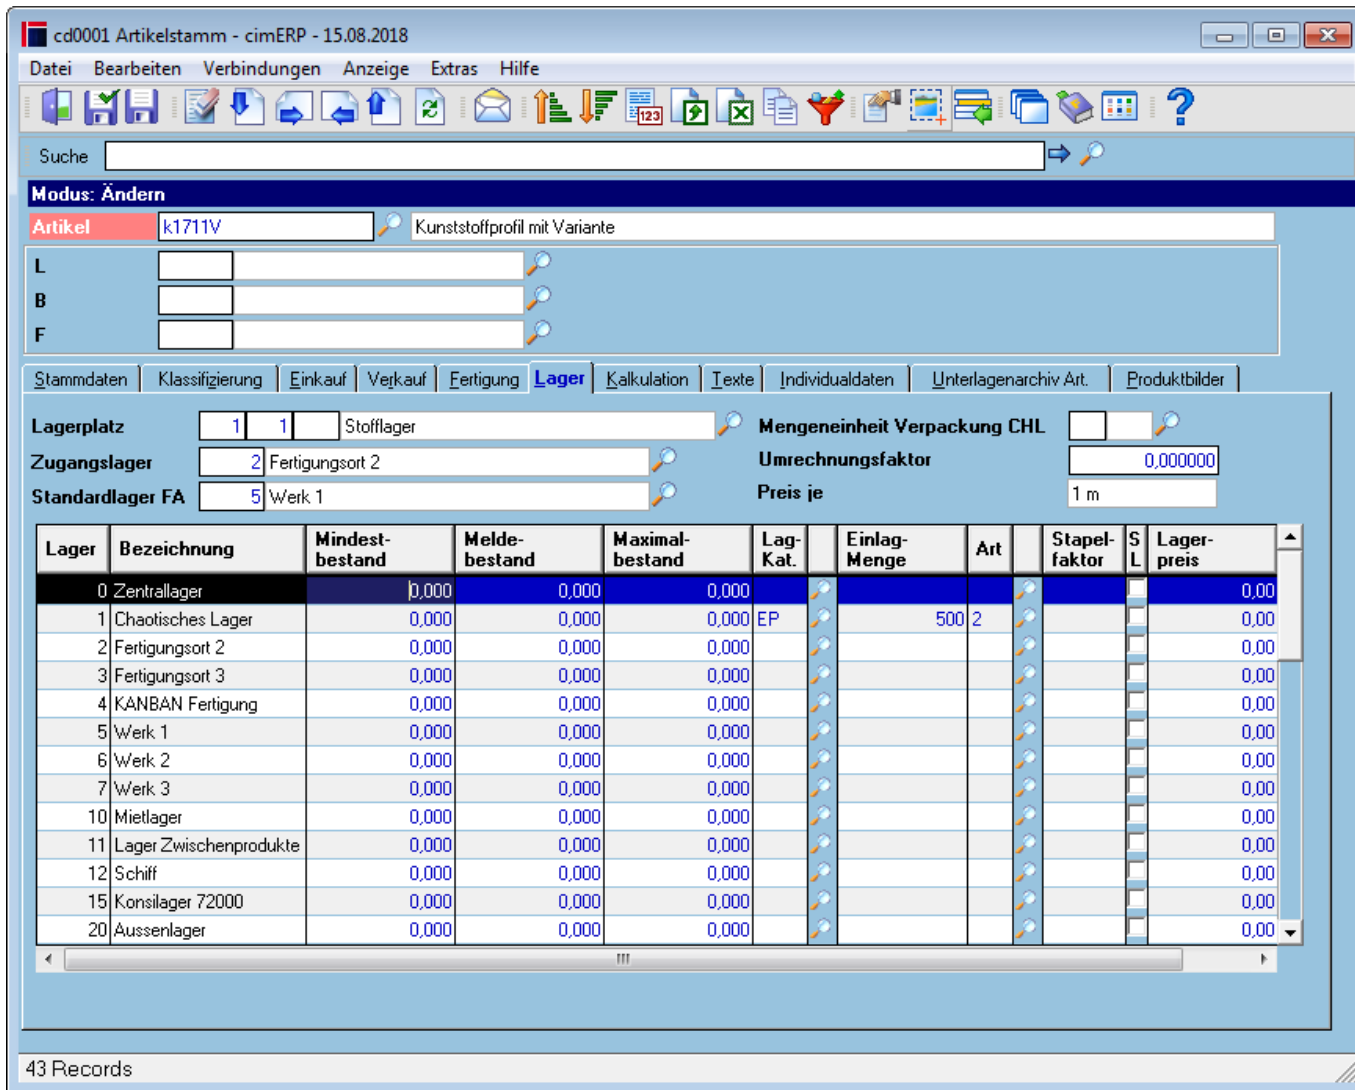 cd0001 Artikelstamm - cimERP - 15.08.2018
Datei Bearbeiten Verbindungen Anzeige Extras Hilfe
123
Suche
Modus: Ändern
Artikel k1711V Kunststoffprofil mit Variante
L
B
F
Stammdaten Klassifizierung Einkauf Verkauf Fertigung Lager Kalkulation Texte Individualdaten Unterlagenarchiv Art. Produktbilder
Lagerplatz 1 1 Stofflager Mengeneinheit Verpackung CHL
Zugangslager 2 Fertigungsort 2 Umrechnungsfaktor 0,000000
Standardlager FA 5 Werk 1 Preis je 1 m
Lager Bezeichnung Mindest-bestand Melde-bestand Maximal-bestand Lag-Kat. Einlag-Menge Art Stapel-faktor S L Lager-preis
0 Zentrallager 0,000 0,000 0,000 0,00
1 Chaotisches Lager 0,000 0,000 0,000 EP 500 2 0,00
2 Fertigungsort 2 0,000 0,000 0,000 0,00
3 Fertigungsort 3 0,000 0,000 0,000 0,00
4 KANBAN Fertigung 0,000 0,000 0,000 0,00
5 Werk 1 0,000 0,000 0,000 0,00
6 Werk 2 0,000 0,000 0,000 0,00
7 Werk 3 0,000 0,000 0,000 0,00
10 Mietlager 0,000 0,000 0,000 0,00
11 Lager Zwischenprodukte 0,000 0,000 0,000 0,00
12 Schiff 0,000 0,000 0,000 0,00
15 Konsilager 72000 0,000 0,000 0,000 0,00
20 Aussenlager 0,000 0,000 0,000 0,00
43 Records